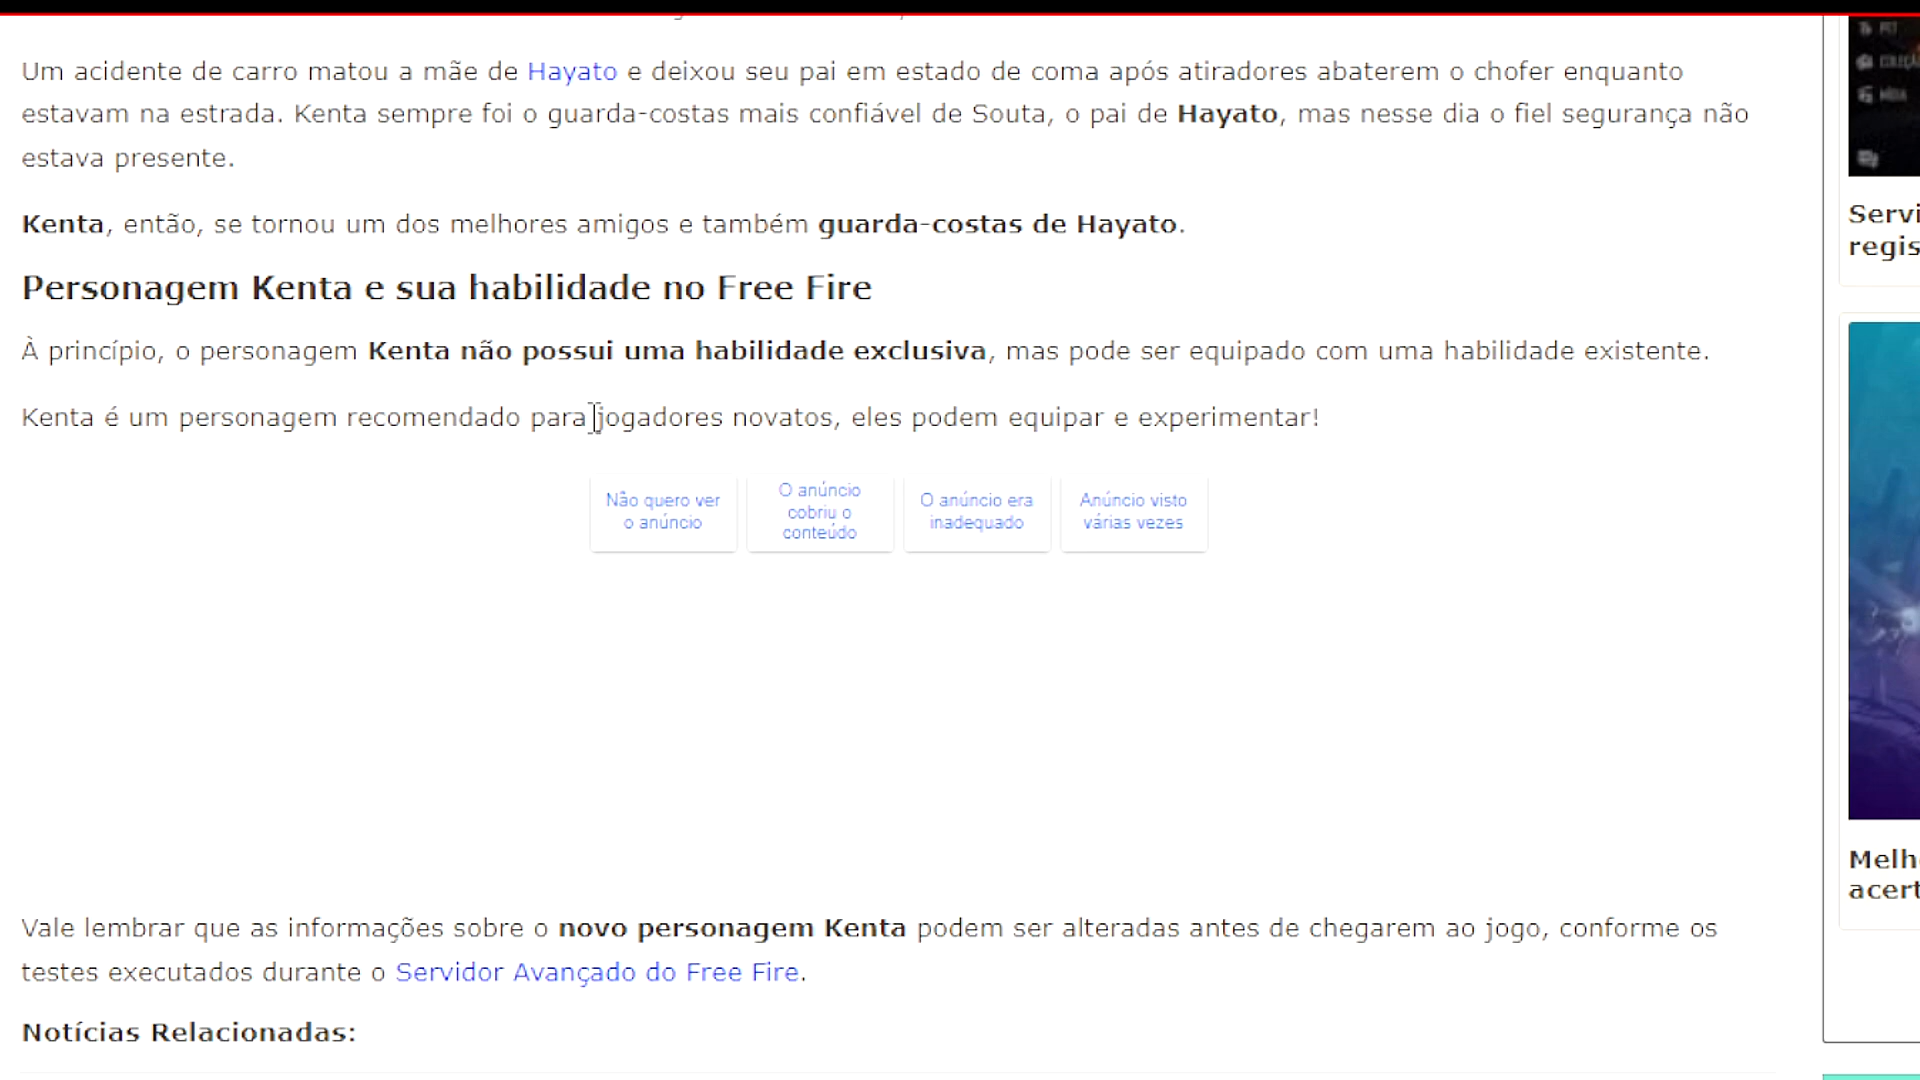 Um acidente de carro matou a mãe de Hayato e deixou seu pai em estado de coma após atiradores abaterem o chofer enquanto
estavam na estrada. Kenta sempre foi o guarda-costas mais confiável de Souta, o pai de Hayato, mas nesse dia o fiel segurança não
estava presente.
Kenta, então, se tornou um dos melhores amigos e também guarda-costas de Hayato.
Personagem Kenta e sua habilidade no Free Fire
À princípio, o personagem Kenta não possui uma habilidade exclusiva, mas pode ser equipado com uma habilidade existente.
Kenta é um personagem recomendado para jogadores novatos, eles podem equipar e experimentar!
Não quero ver
o anúncio
O anúncio
cobriu o
conteúdo
O anúncio era
inadequado
Anúncio visto
várias vezes
Vale lembrar que as informações sobre o novo personagem Kenta podem ser alteradas antes de chegarem ao jogo, conforme os
testes executados durante o Servidor Avançado do Free Fire.
Notícias Relacionadas:
PET
Servi
regis
Melh
acert